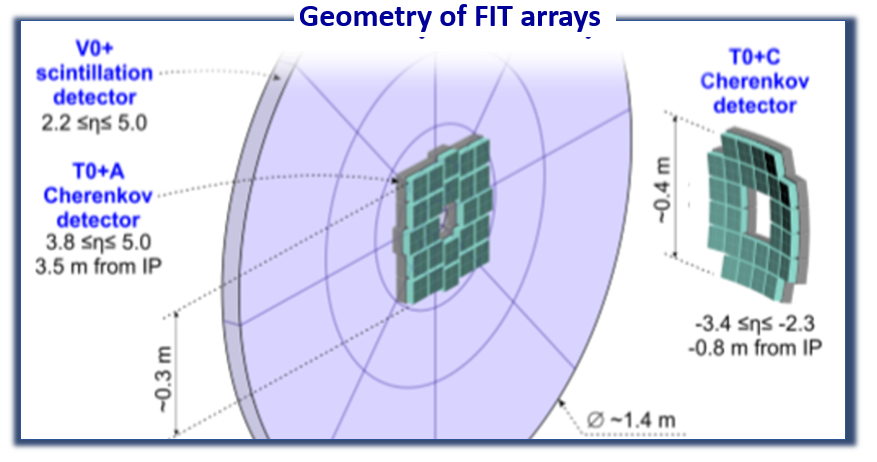 Geometry of FIT arrays
V0+
scintillation
detector
2.2 ≤η≤ 5.0
T0+A
Cherenkov
detector
3.8 ≤η≤ 5.0
3.5 m from IP
~0.3 m
Ø ~1.4 m
T0+C
Cherenkov
detector
~0.4 m
-3.4 ≤η≤ -2.3
-0.8 m from IP